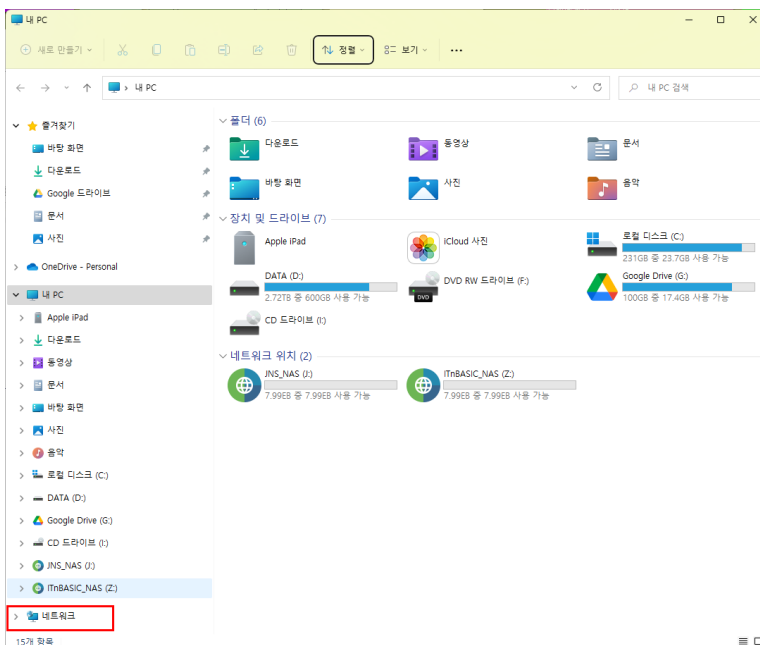 내 PC
새로 만들기
정렬
보기
내 PC
내 PC 검색
즐겨찾기
바탕 화면
다운로드
Google 드라이브
문서
사진
OneDrive - Personal
내 PC
Apple iPad
다운로드
동영상
문서
바탕 화면
사진
음악
로컬 디스크 (C:)
DATA (D:)
Google Drive (G:)
CD 드라이브 (I:)
JNS_NAS (J:)
ITnBASIC_NAS (Z:)
네트워크
폴더 (6)
다운로드
동영상
문서
바탕 화면
사진
음악
장치 및 드라이브 (7)
Apple iPad
iCloud 사진
로컬 디스크 (C:)
231GB 중 23.7GB 사용 가능
DATA (D:)
2.72TB 중 600GB 사용 가능
DVD RW 드라이브 (F:)
DVD
Google Drive (G:)
100GB 중 17.4GB 사용 가능
CD 드라이브 (I:)
네트워크 위치 (2)
JNS_NAS (J:)
7.99EB 중 7.99EB 사용 가능
ITnBASIC_NAS (Z:)
7.99EB 중 7.99EB 사용 가능
15개 항목